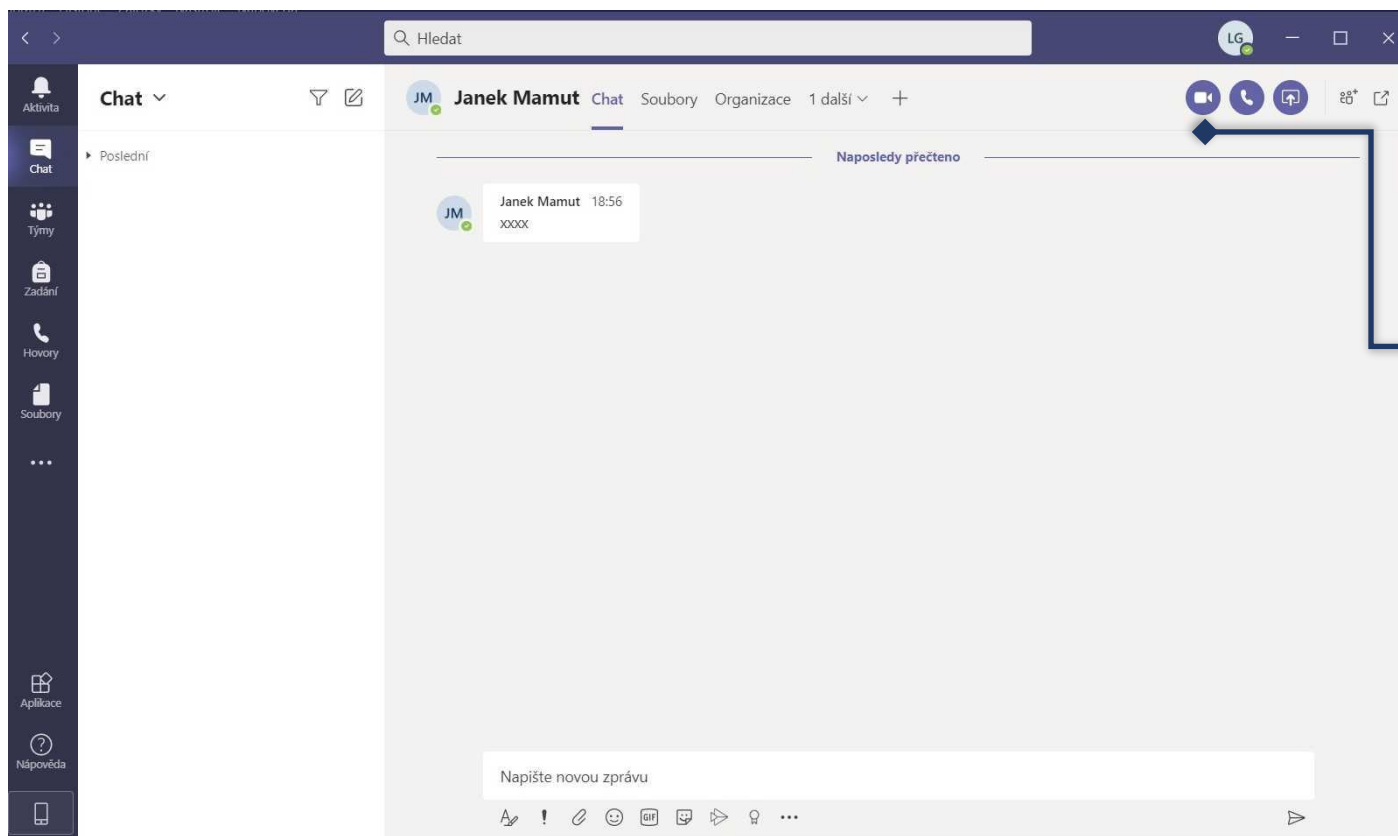 Hledat
LG
Aktivita
Chat
Týmy
Zadání
Hovory
Soubory
Aplikace
Nápověda
Chat
Poslední
JM Janek Mamut Chat Soubory Organizace 1 další
Naposledy přečteno
JM
Janek Mamut 18:56
xxxx
Napište novou zprávu
GIF